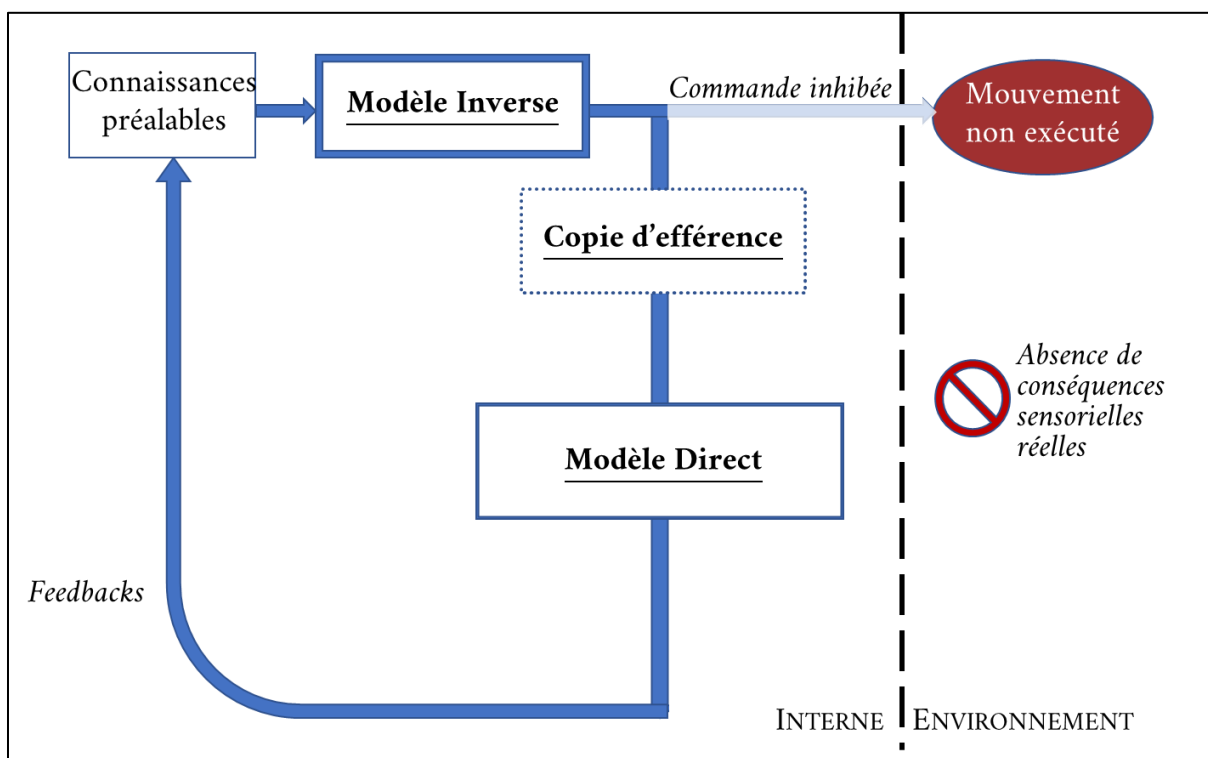 Connaissances
préalables
Modèle Inverse
Commande inhibée
Mouvement
non exécuté
Copie d'efférence
Absence de
conséquences
sensorielles
réelles
Modèle Direct
Feedbacks
INTERNE
ENVIRONNEMENT